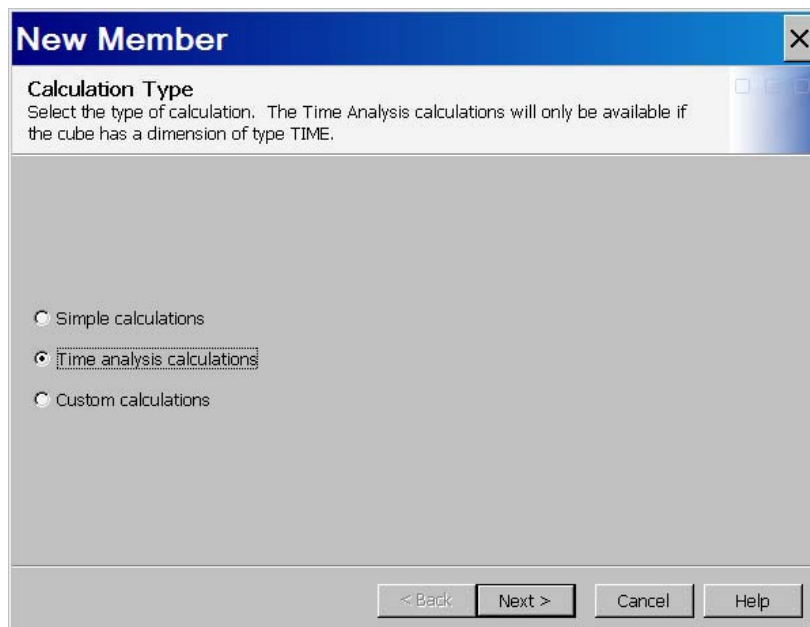 New Member
Calculation Type
Select the type of calculation. The Time Analysis calculations will only be available if
the cube has a dimension of type TIME.
Simple calculations
Time analysis calculations
Custom calculations
< Back Next > Cancel Help